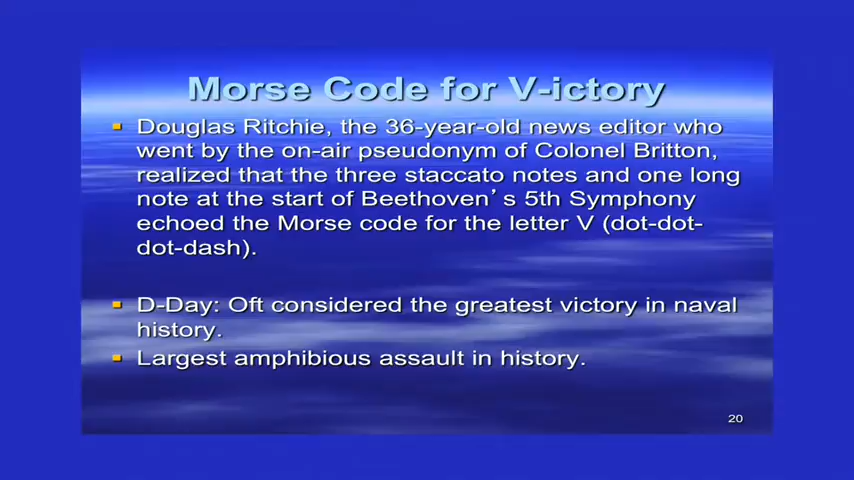 Morse Code for V-ictory
Douglas Ritchie, the 36-year-old news editor who
went by the on-air pseudonym of Colonel Britton,
realized that the three staccato notes and one long
note at the start of Beethoven's 5th Symphony
echoed the Morse code for the letter V (dot-dot-
dot-dash).
D-Day: Oft considered the greatest victory in naval
history.
Largest amphibious assault in history.
20